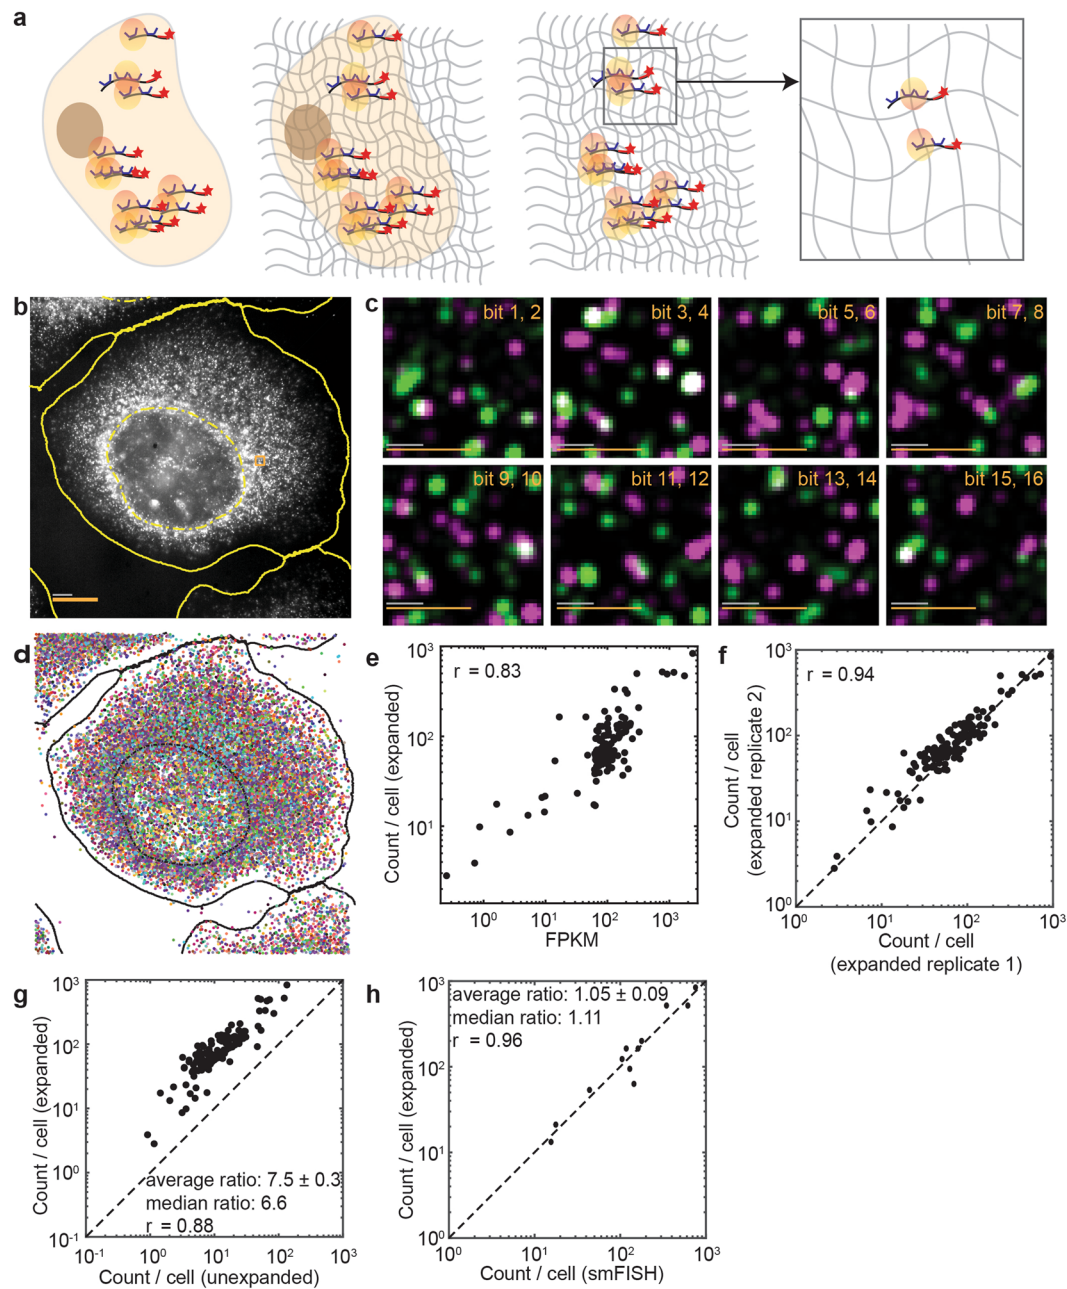 a
b
c
bit 1, 2
bit 3, 4
bit 5, 6
bit 7, 8
bit 9, 10
bit 11, 12
bit 13, 14
bit 15, 16
d
e
r = 0.83
Count / cell (expanded)
10³
10²
10¹
10⁰
10¹
10²
10³
FPKM
f
r = 0.94
Count / cell
(expanded replicate 2)
10³
10²
10¹
10⁰
10⁰
10¹
10²
10³
Count / cell
(expanded replicate 1)
g
Count / cell (expanded)
10³
10²
10¹
10⁰
10⁻¹
average ratio: 7.5 ± 0.3
median ratio: 6.6
r = 0.88
10⁻¹
10⁰
10¹
10²
10³
Count / cell (unexpanded)
h
average ratio: 1.05 ± 0.09
median ratio: 1.11
r = 0.96
Count / cell (expanded)
10³
10²
10¹
10⁰
10⁰
10¹
10²
10³
Count / cell (smFISH)